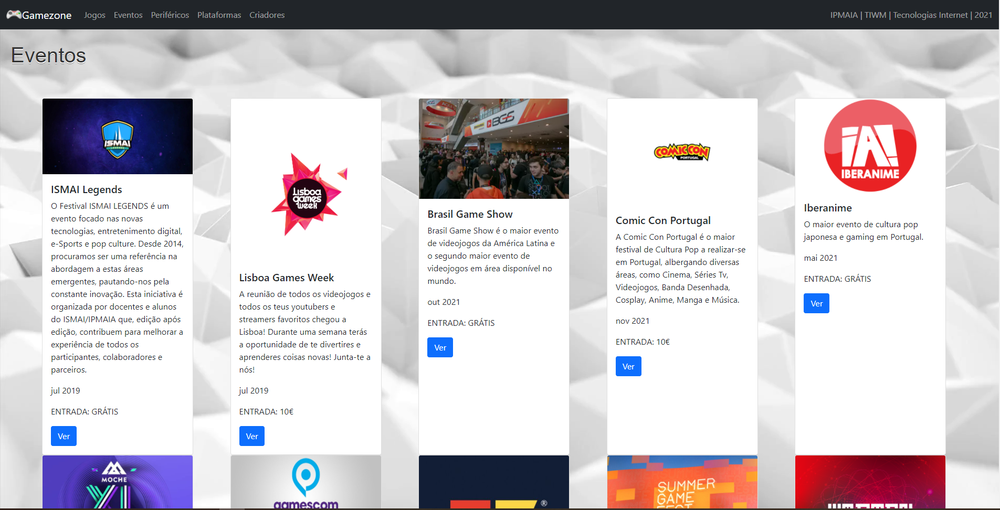 Gamezone Jogos Eventos Periféricos Plataformas Criadores IPMAIA | TIWM | Tecnologias Internet | 2021
Eventos
ISMAI
LEGENDS
ISMAI Legends
O Festival ISMAI LEGENDS é um
evento focado nas novas
tecnologias, entretenimento digital,
e-Sports e pop culture. Desde 2014,
procuramos ser uma referência na
abordagem a estas áreas
emergentes, pautando-nos pela
constante inovação. Esta iniciativa é
organizada por docentes e alunos
do ISMAI/IPMAIA que, edição após
edição, contribuem para melhorar a
experiência de todos os
participantes, colaboradores e
parceiros.
jul 2019
ENTRADA: GRÁTIS
Ver
Lisboa
games
week
Lisboa Games Week
A reunião de todos os videojogos e
todos os teus youtubers e
streamers favoritos chegou a
Lisboa! Durante uma semana terás
a oportunidade de te divertires e
aprenderes coisas novas! Junta-te a
nós!
jul 2019
ENTRADA: 10€
Ver
BGS
Brasil Game Show
Brasil Game Show é o maior evento
de videojogos da América Latina e
o segundo maior evento de
videojogos em área disponível no
mundo.
out 2021
ENTRADA: GRÁTIS
Ver
COMIC CON
PORTUGAL
Comic Con Portugal
A Comic Con Portugal é o maior
festival de Cultura Pop a realizar-se
em Portugal, albergando diversas
áreas, como Cinema, Séries Tv,
Videojogos, Banda Desenhada,
Cosplay, Anime, Manga e Música.
nov 2021
ENTRADA: 10€
Ver
iA!
IBERANIME
Iberanime
O maior evento de cultura pop
japonesa e gaming em Portugal.
mai 2021
ENTRADA: GRÁTIS
Ver
MOCHE
XL
gamescom
®
SUMMER
GAME
FEST